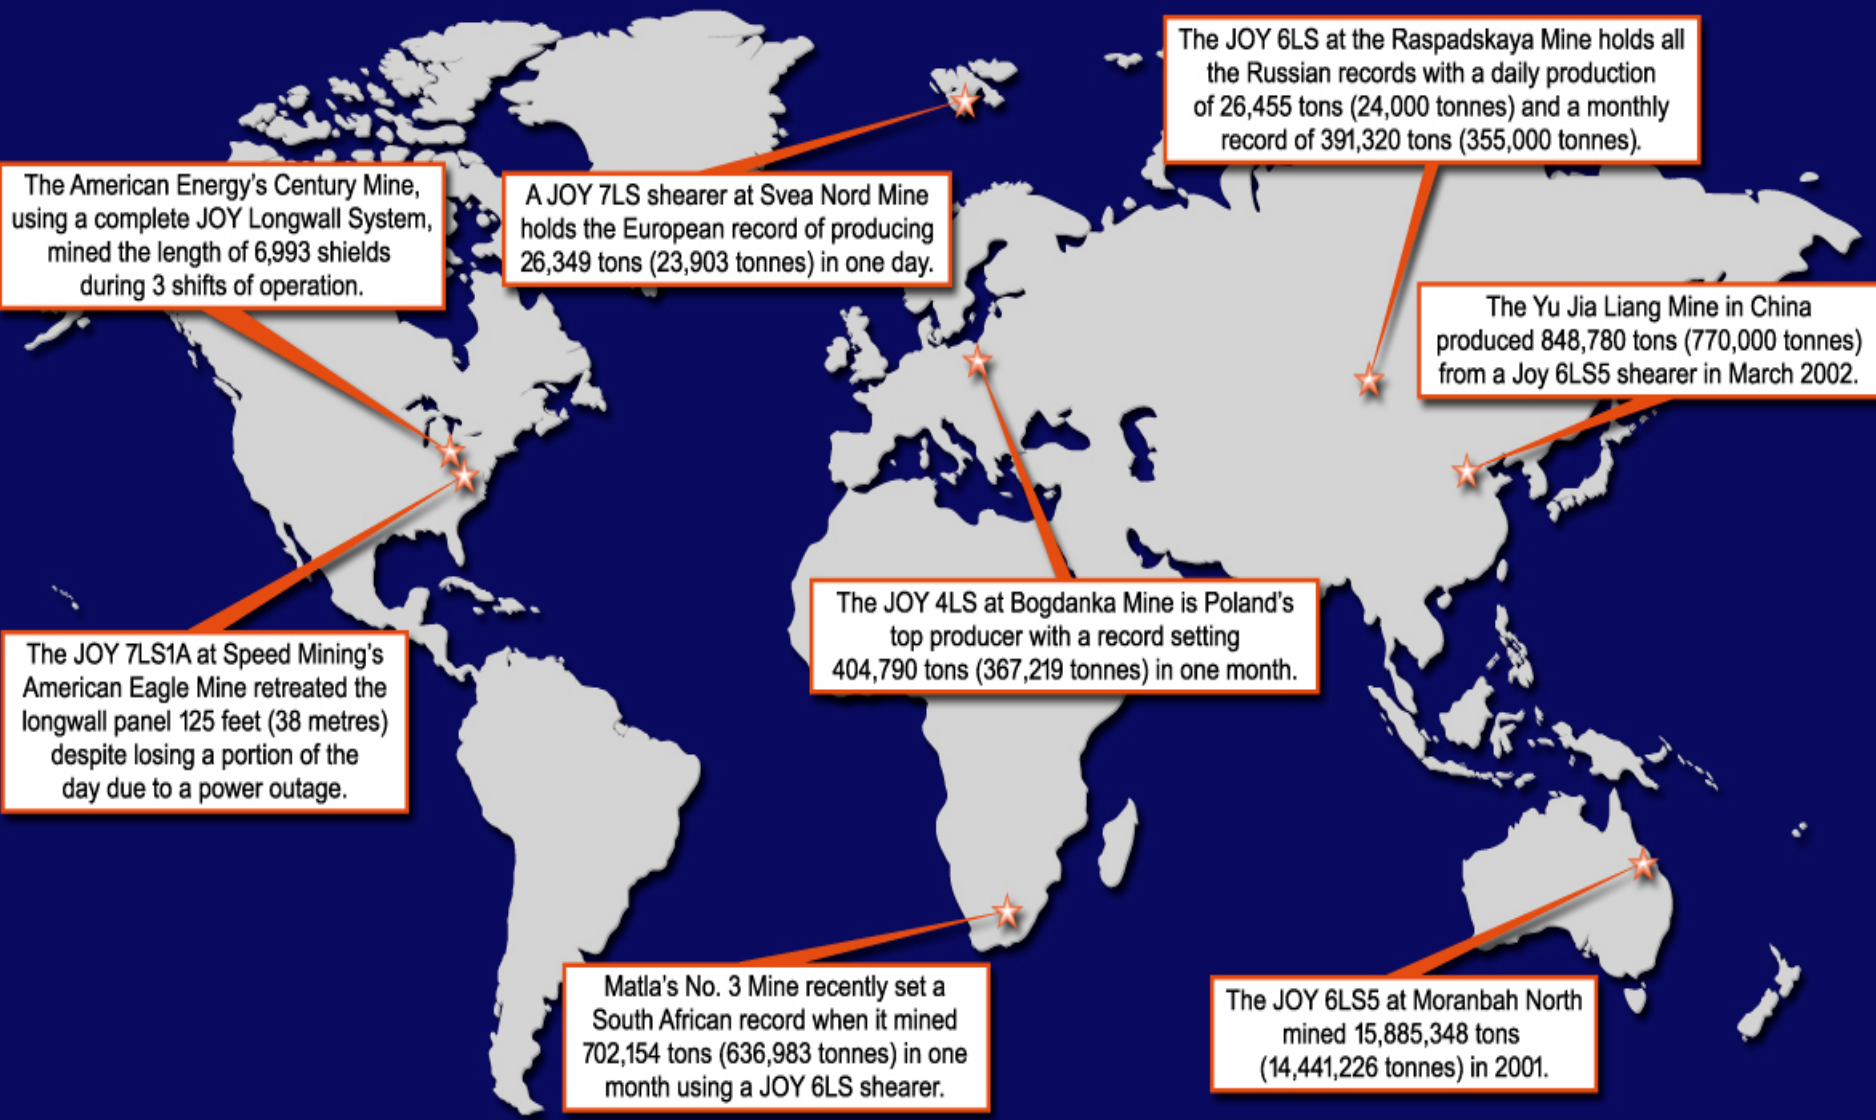 The JOY 6LS at the Raspadskaya Mine holds all
the Russian records with a daily production
of 26,455 tons (24,000 tonnes) and a monthly
record of 391,320 tons (355,000 tonnes).
The American Energy's Century Mine,
using a complete JOY Longwall System,
mined the length of 6,993 shields
during 3 shifts of operation.
A JOY 7LS shearer at Svea Nord Mine
holds the European record of producing
26,349 tons (23,903 tonnes) in one day.
The Yu Jia Liang Mine in China
produced 848,780 tons (770,000 tonnes)
from a Joy 6LS5 shearer in March 2002.
The JOY 4LS at Bogdanka Mine is Poland's
top producer with a record setting
404,790 tons (367,219 tonnes) in one month.
The JOY 7LS1A at Speed Mining's
American Eagle Mine retreated the
longwall panel 125 feet (38 metres)
despite losing a portion of the
day due to a power outage.
Matla's No. 3 Mine recently set a
South African record when it mined
702,154 tons (636,983 tonnes) in one
month using a JOY 6LS shearer.
The JOY 6LS5 at Moranbah North
mined 15,885,348 tons
(14,441,226 tonnes) in 2001.